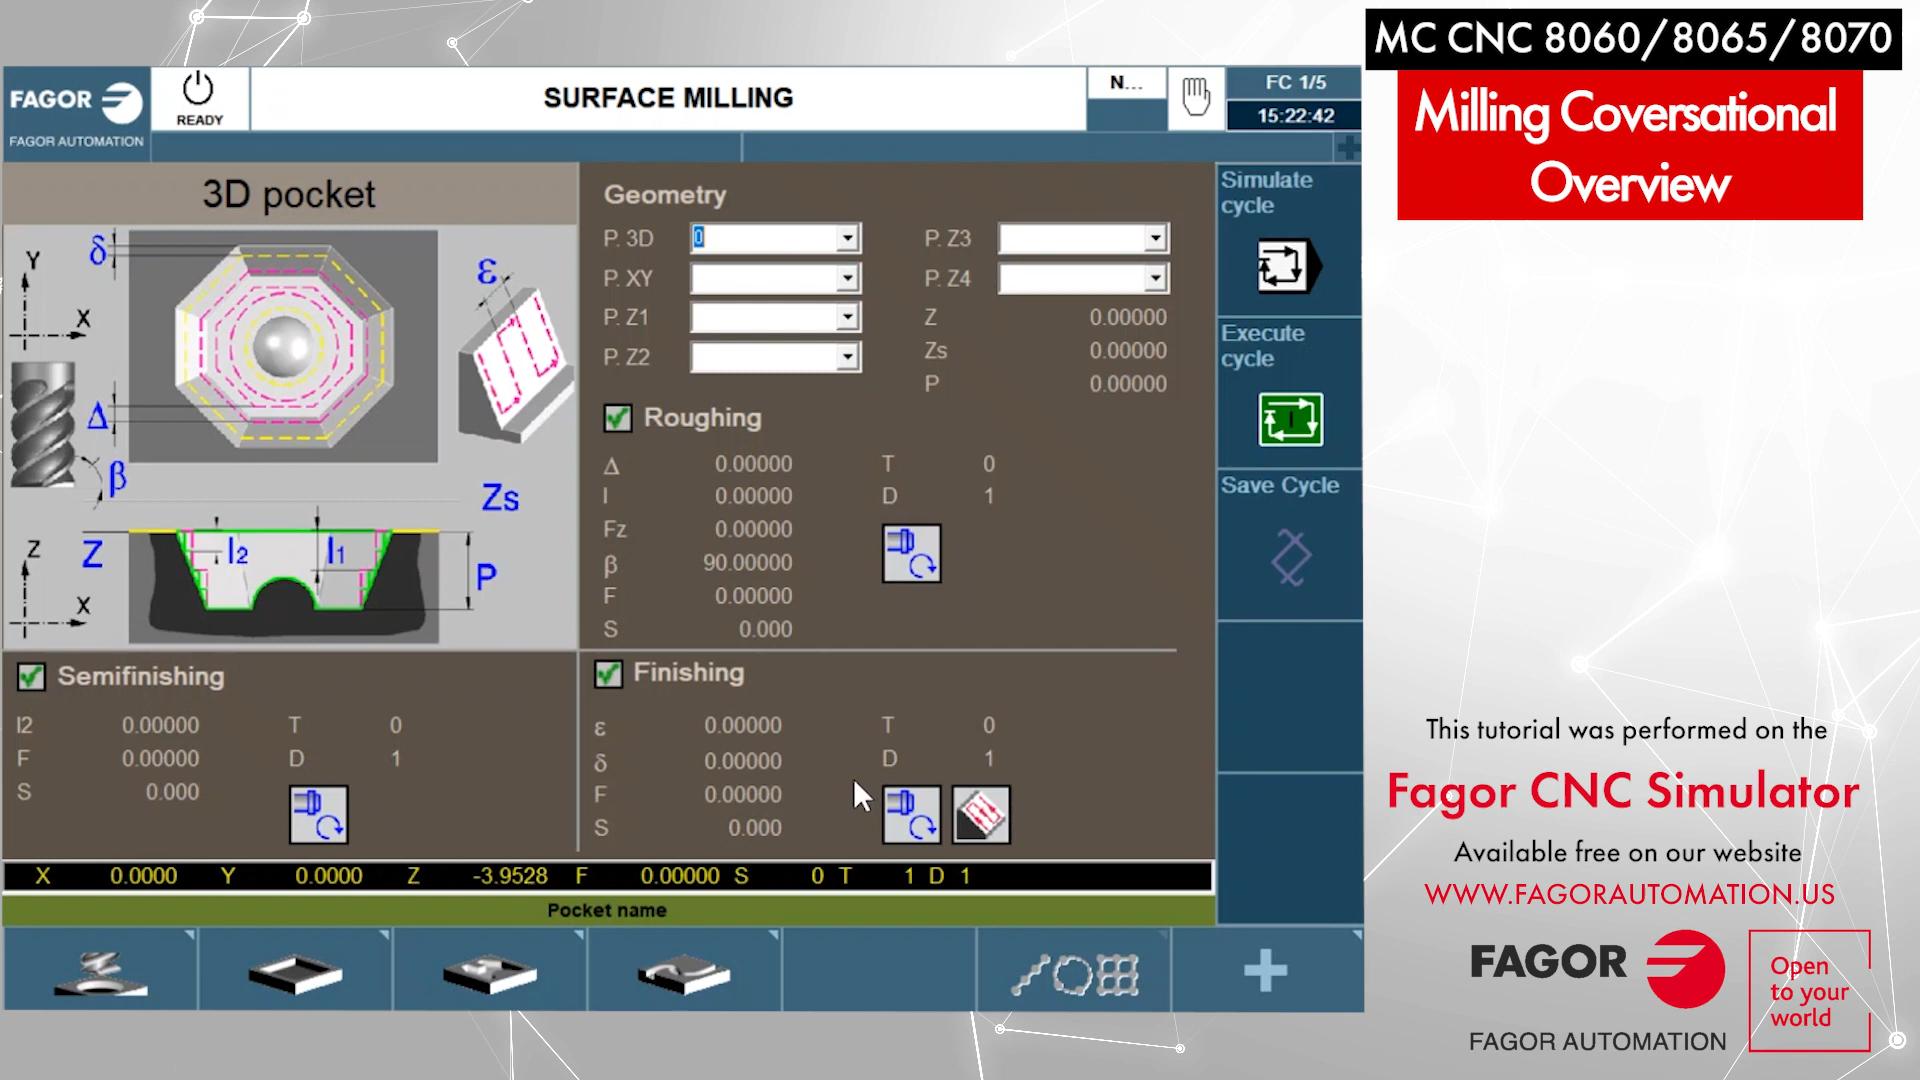 MC CNC 8060/8065/8070
Milling Coversational
Overview
FAGOR
FAGOR AUTOMATION
READY
SURFACE MILLING
N...
FC 1/5
15:22:42
3D pocket
δ
Y
X
ε
Δ
β
Zs
Z
Z
X
I2
I1
P
Geometry
P. 3D 0
P. XY
P. Z1
P. Z2
P. Z3
P. Z4
Z 0.00000
Zs 0.00000
P 0.00000
Roughing
Δ 0.00000 T 0
I 0.00000 D 1
Fz 0.00000
β 90.00000
F 0.00000
S 0.000
Semifinishing
I2 0.00000 T 0
F 0.00000 D 1
S 0.000
Finishing
ε 0.00000 T 0
δ 0.00000 D 1
F 0.00000
S 0.000
Simulate
cycle
Execute
cycle
Save Cycle
X 0.0000 Y 0.0000 Z -3.9528 F 0.00000 S 0 T 1 D 1
Pocket name
This tutorial was performed on the
Fagor CNC Simulator
Available free on our website
WWW.FAGORAUTOMATION.US
FAGOR
FAGOR AUTOMATION
Open
to your
world